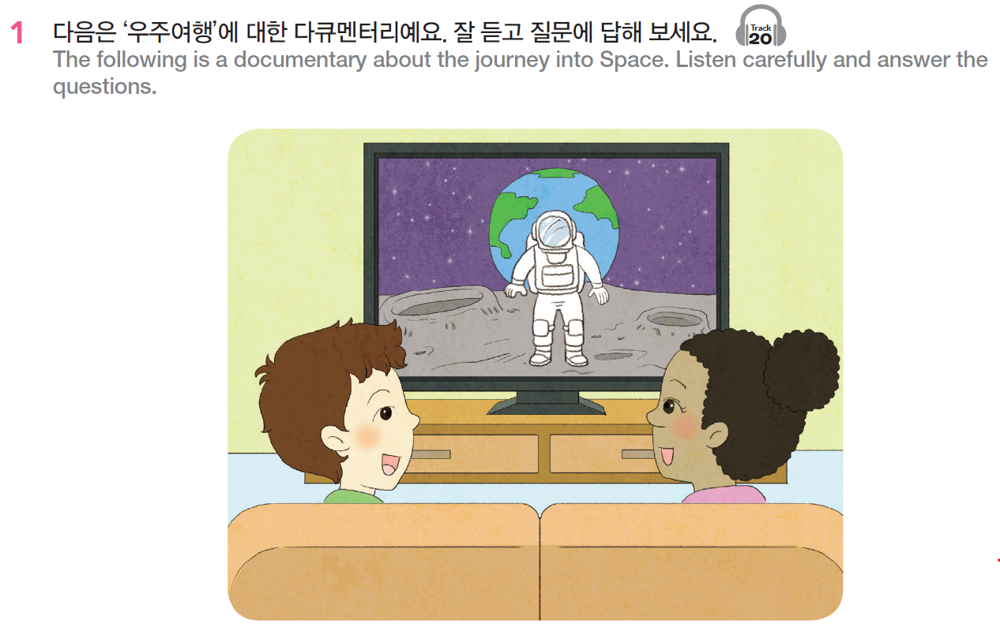 1 다음은 ‘우주여행’에 대한 다큐멘터리예요. 잘 듣고 질문에 답해 보세요. Track 20
The following is a documentary about the journey into Space. Listen carefully and answer the
questions.